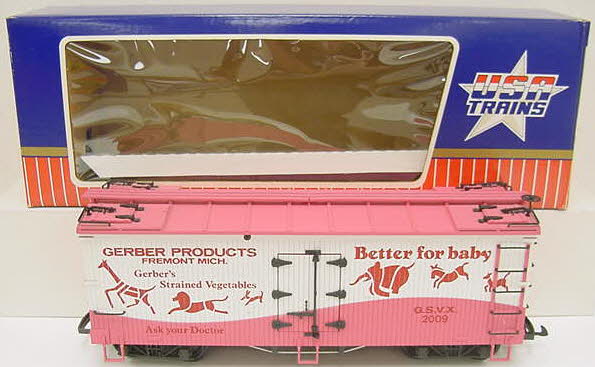 USA
TRAINS
GERBER PRODUCTS
FREMONT MICH.
Gerber's
Strained Vegetables
Ask your Doctor
Better for baby
G.S.V.X.
2009